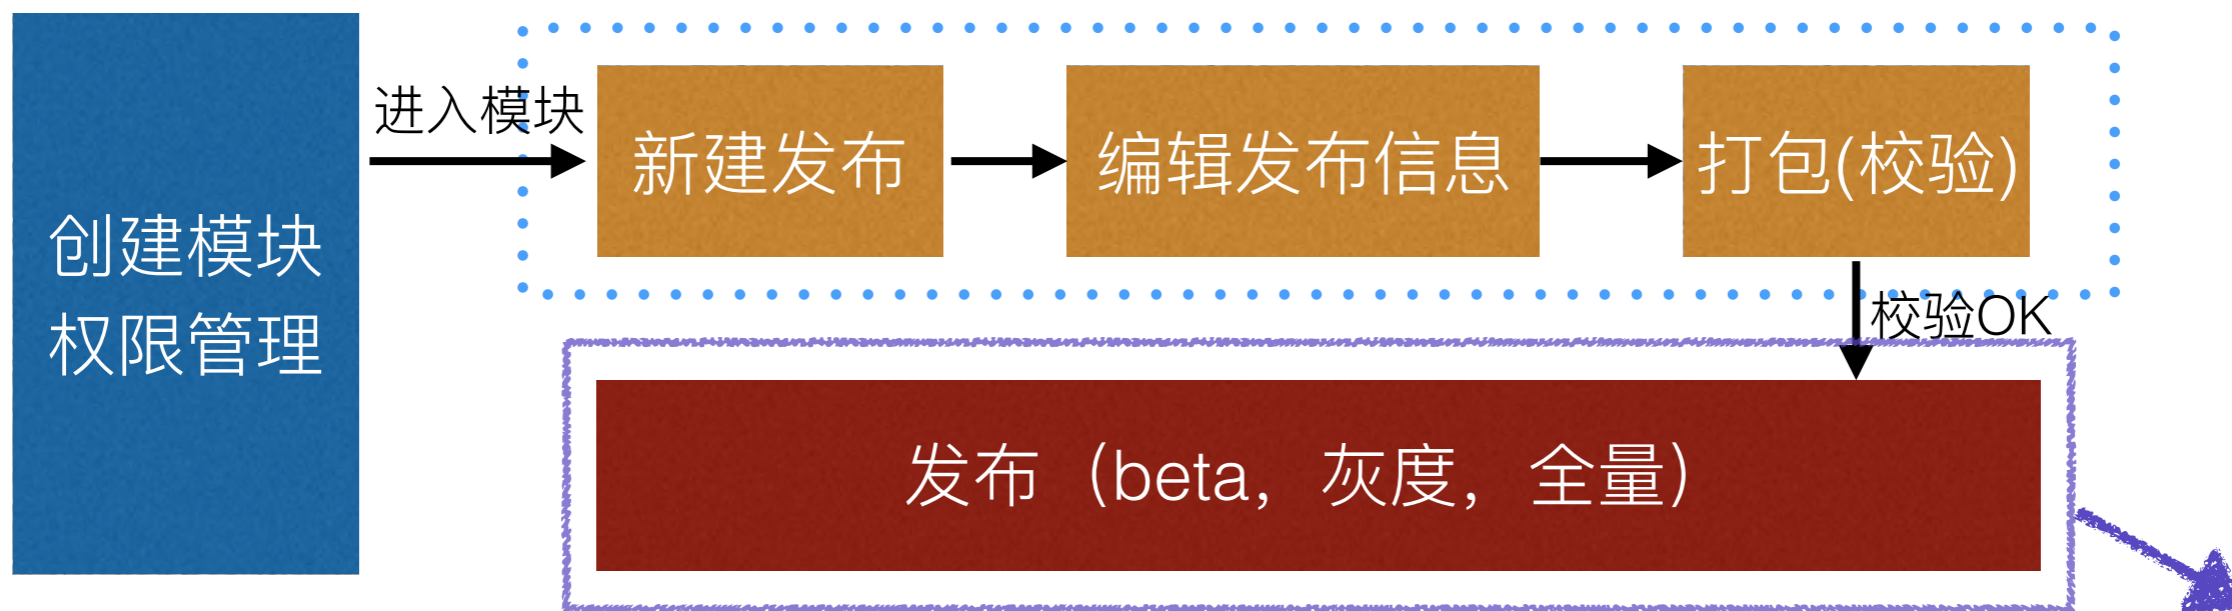 创建模块
权限管理
进入模块
新建发布
编辑发布信息
打包(校验)
校验OK
发布（beta，灰度，全量）